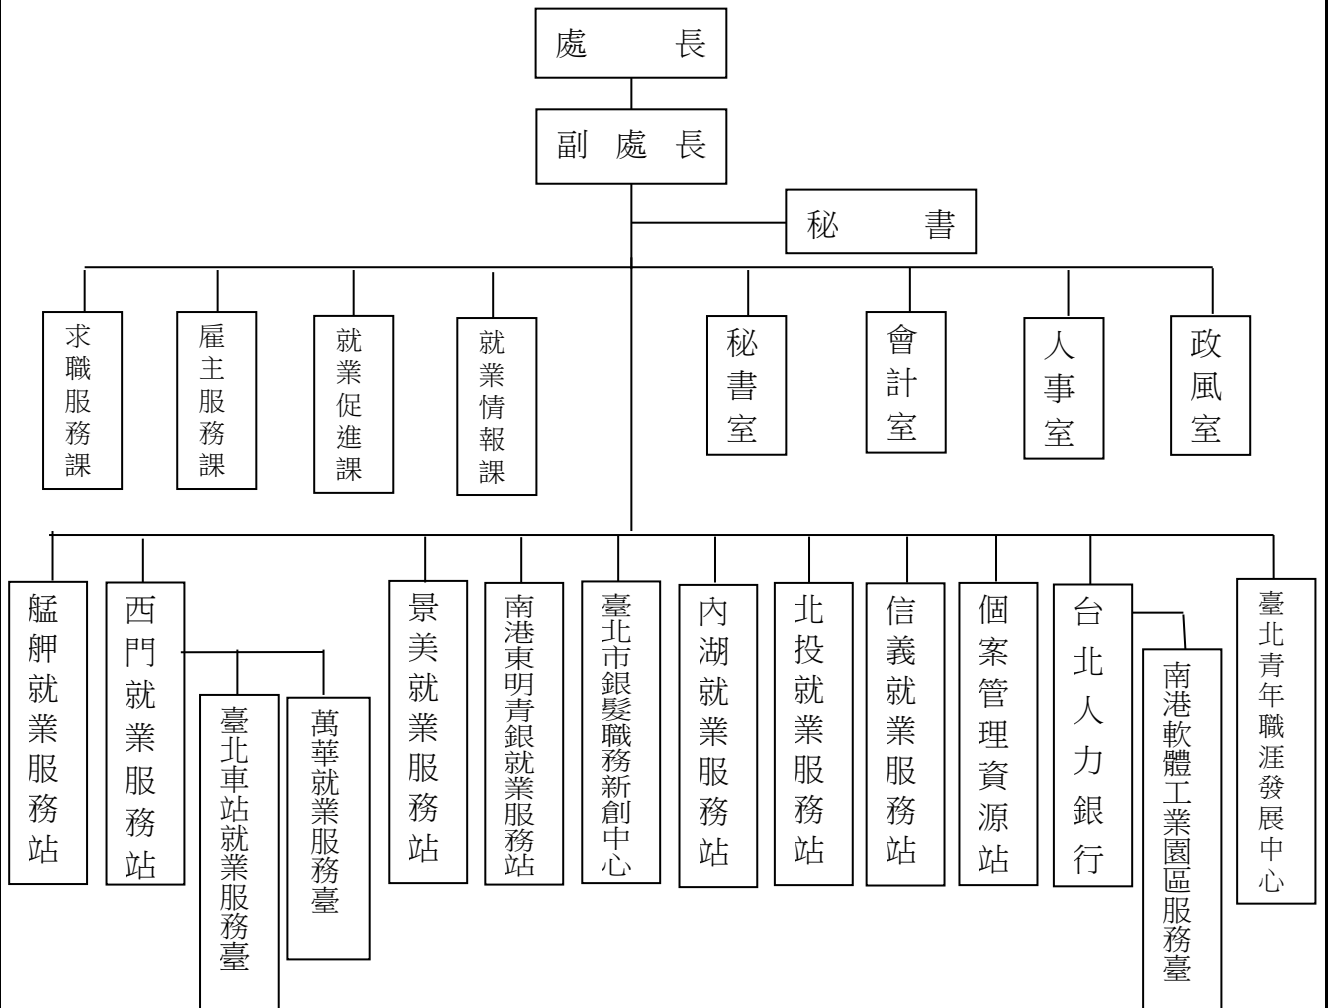 處長
副處長
秘書
求職服務課
雇主服務課
就業促進課
就業情報課
秘書室
會計室
人事室
政風室
艋舺就業服務站
西門就業服務站
臺北車站就業服務臺
萬華就業服務臺
景美就業服務站
南港東明青銀就業服務站
臺北市銀髮職務新創中心
內湖就業服務站
北投就業服務站
信義就業服務站
個案管理資源站
台北人力銀行
南港軟體工業園區服務臺
臺北青年職涯發展中心